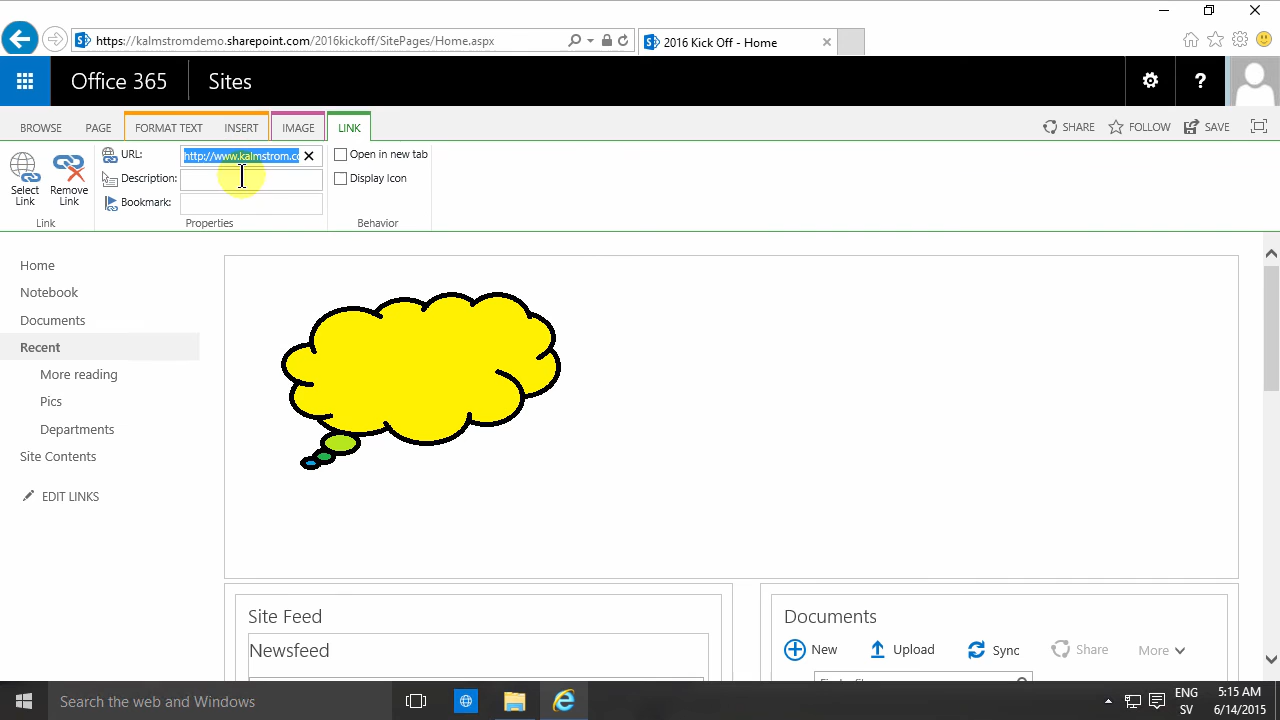 https://kalmstromdemo.sharepoint.com/2016kickoff/SitePages/Home.aspx
2016 Kick Off - Home
Office 365
Sites
BROWSE PAGE FORMAT TEXT INSERT IMAGE LINK
SHARE FOLLOW SAVE
Select Link
Remove Link
Link
URL: http://www.kalmstrom.co
Description:
Bookmark:
Properties
Open in new tab
Display Icon
Behavior
Home
Notebook
Documents
Recent
More reading
Pics
Departments
Site Contents
EDIT LINKS
Site Feed
Newsfeed
Documents
New Upload Sync Share More
Search the web and Windows
ENG
SV
5:15 AM
6/14/2015